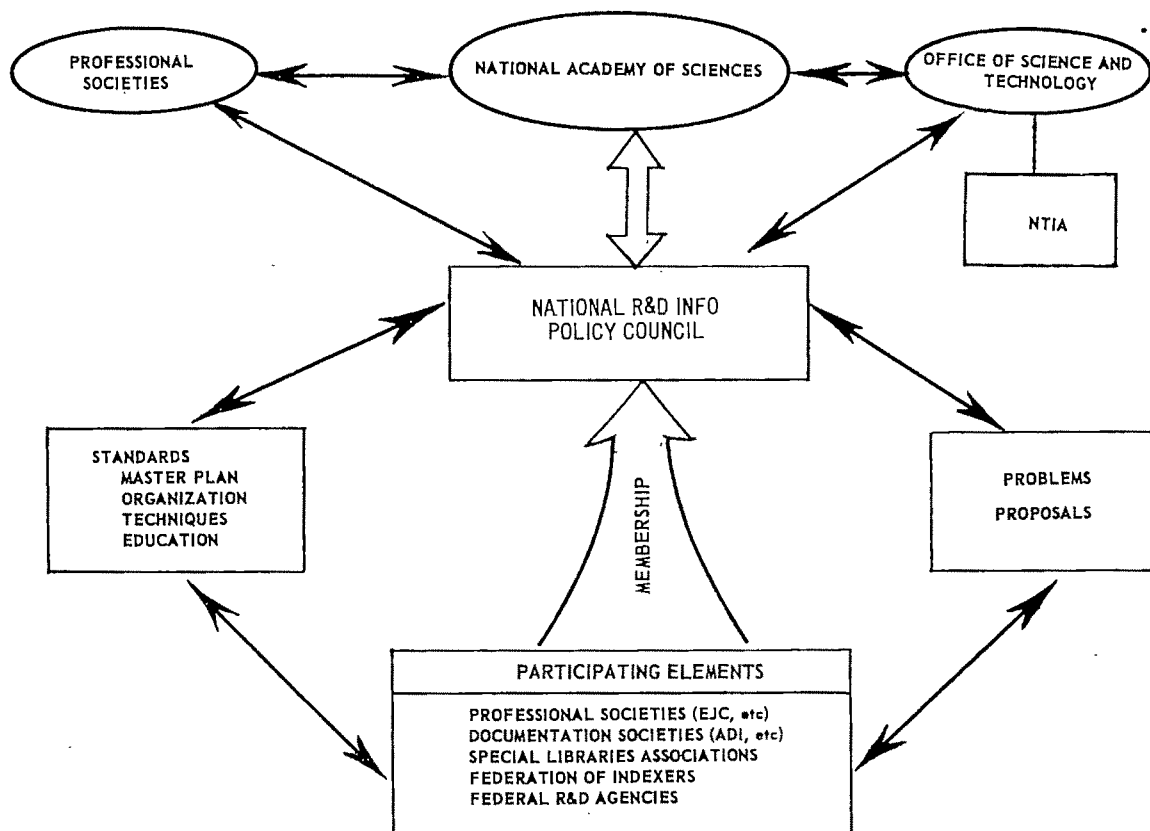 PROFESSIONAL
SOCIETIES
NATIONAL ACADEMY OF SCIENCES
OFFICE OF SCIENCE AND
TECHNOLOGY
NTIA
NATIONAL R&D INFO
POLICY COUNCIL
STANDARDS
MASTER PLAN
ORGANIZATION
TECHNIQUES
EDUCATION
MEMBERSHIP
PROBLEMS
PROPOSALS
PARTICIPATING ELEMENTS
PROFESSIONAL SOCIETIES (EJC, etc)
DOCUMENTATION SOCIETIES (ADI, etc)
SPECIAL LIBRARIES ASSOCIATIONS
FEDERATION OF INDEXERS
FEDERAL R&D AGENCIES